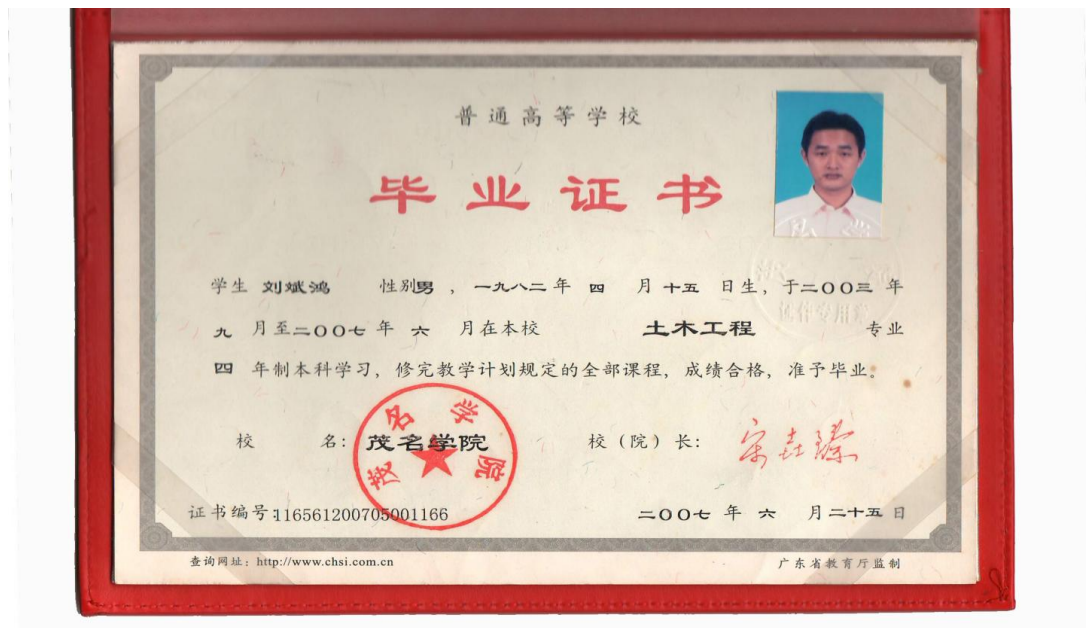 普通高等学校
毕业证书
学生 刘斌鸿 性别男，一九八二年 四 月 十五 日生，于二〇〇三 年
九 月至二〇〇七 年 六 月在本校 土木工程 专业
四 年制本科学习，修完教学计划规定的全部课程，成绩合格，准予毕业。
校 名：茂名学院 校（院）长：
茂名学院
证书编号：116561200705001166 二〇〇七 年 六 月二十五日
查询网址：http://www.chsi.com.cn 广东省教育厅监制